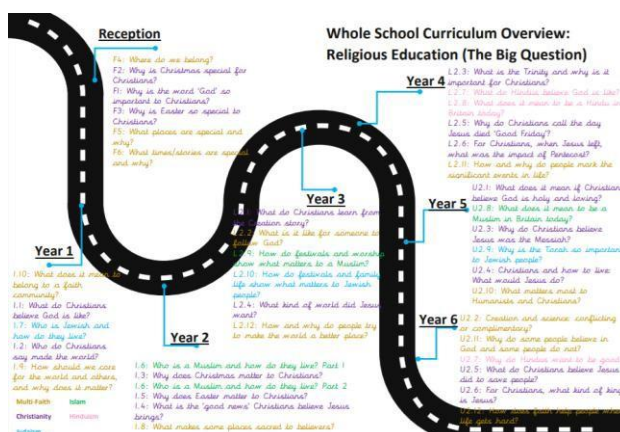 Whole School Curriculum Overview:
Religious Education (The Big Question)
Reception
F4: Where do we belong?
F2: Why is Christmas special for
Christians?
F1: Why is the word 'God' so
important to Christians?
F3: Why is Easter so special to
Christians?
F5: What places are special and
why?
F6: What times/stories are special
and why?
Year 1
1.10: What does it mean to
belong to a faith
community?
1.1: What do Christians
believe God is like?
1.7: Who is Jewish and
how do they live?
1.2: Who do Christians
say made the world?
1.9: How should we care
for the world and others,
and why does it matter?
Multi-Faith Islam
Christianity Hinduism
Judaism
Year 2
1.6: Who is a Muslim and how do they live? Part 1
1.3: Why does Christmas matter to Christians?
1.6: Who is a Muslim and how do they live? Part 2
1.5: Why does Easter matter to Christians?
1.4: What is the 'good news' Christians believe Jesus
brings?
1.8: What makes some places sacred to believers?
Year 3
L2.1: What do Christians learn from
the Creation story?
L2.2: What is it like for someone to
follow God?
L2.9: How do festivals and worship
show what matters to a Muslim?
L2.10: How do festivals and family
life show what matters to Jewish
people?
L2.4: What kind of world did Jesus
want?
L2.12: How and why do people try
to make the world a better place?
Year 4
L2.3: What is the Trinity and why is it
important for Christians?
L2.7: What do Hindus believe God is like?
L2.8: What does it mean to be a Hindu in
Britain today?
L2.5: Why do Christians call the day
Jesus died 'Good Friday'?
L2.6: For Christians, when Jesus left,
what was the impact of Pentecost?
L2.11: How and why do people mark the
significant events in life?
Year 5
U2.1: What does it mean if Christians
believe God is holy and loving?
U2.8: What does it mean to be a
Muslim in Britain today?
U2.3: Why do Christians believe
Jesus was the Messiah?
U2.9: Why is the Torah so important
to Jewish people?
U2.4: Christians and how to live:
What would Jesus do?
U2.10: What matters most to
Humanists and Christians?
Year 6
U2.2: Creation and science: conflicting
or complimentary?
U2.11: Why do some people believe in
God and some people do not?
U2.7: Why do Hindus want to be good?
U2.5: What do Christians believe Jesus
did to save people?
U2.6: For Christians, what kind of king
is Jesus?
U2.12: How does faith help people when
life gets hard?